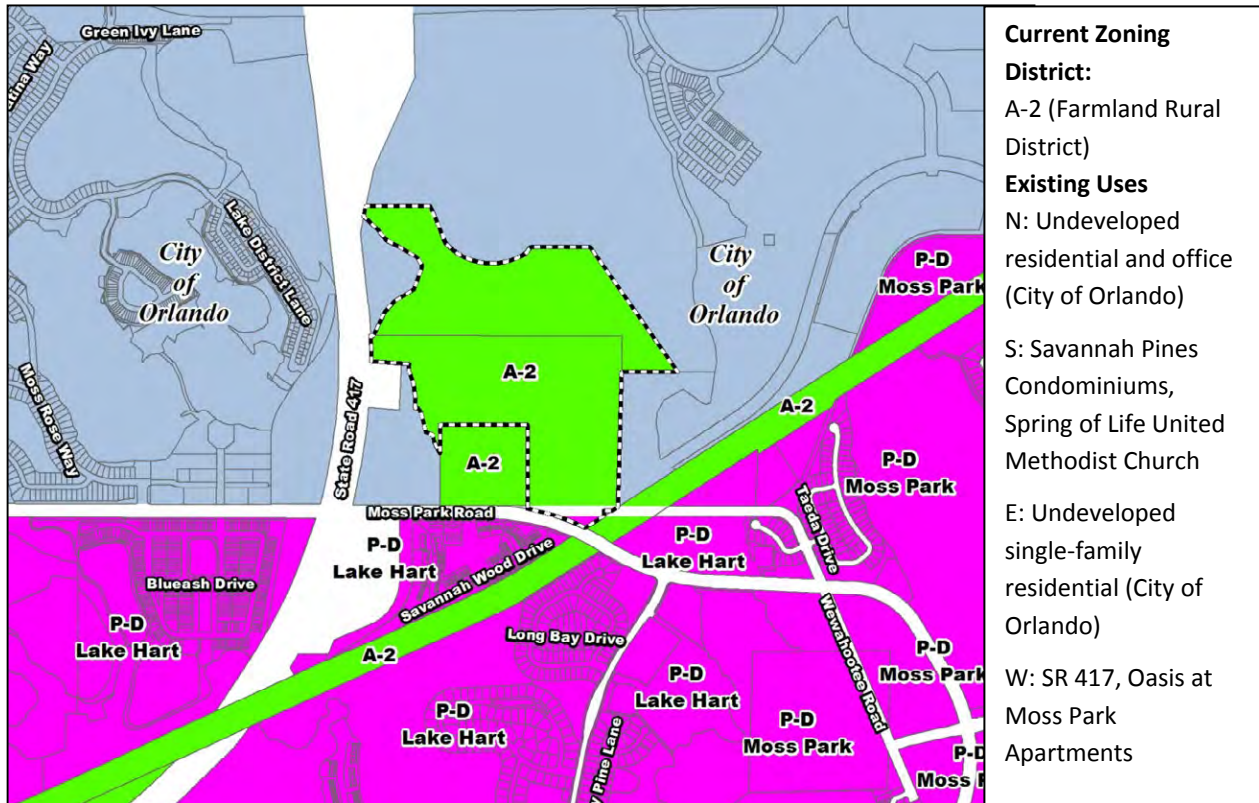 Green Ivy Lane
Lake District Lane
City
of
Orlando
Moss Rose Way
State Road 417
A-2
A-2
City
of
Orlando
P-D
Moss Park
A-2
P-D
Moss Park
Taeda Drive
Moss Park Road
P-D
Lake Hart
Savannah Wood Drive
P-D
Lake Hart
Blueash Drive
P-D
Lake Hart
A-2
Long Bay Drive
Wewahootee Road
P-D
Lake Hart
P-D
Lake Hart
P-D
Moss Park
P-D
Moss Park
Pine Lane
Current Zoning
District:
A-2 (Farmland Rural
District)
Existing Uses
N: Undeveloped
residential and office
(City of Orlando)
S: Savannah Pines
Condominiums,
Spring of Life United
Methodist Church
E: Undeveloped
single-family
residential (City of
Orlando)
W: SR 417, Oasis at
Moss Park
Apartments